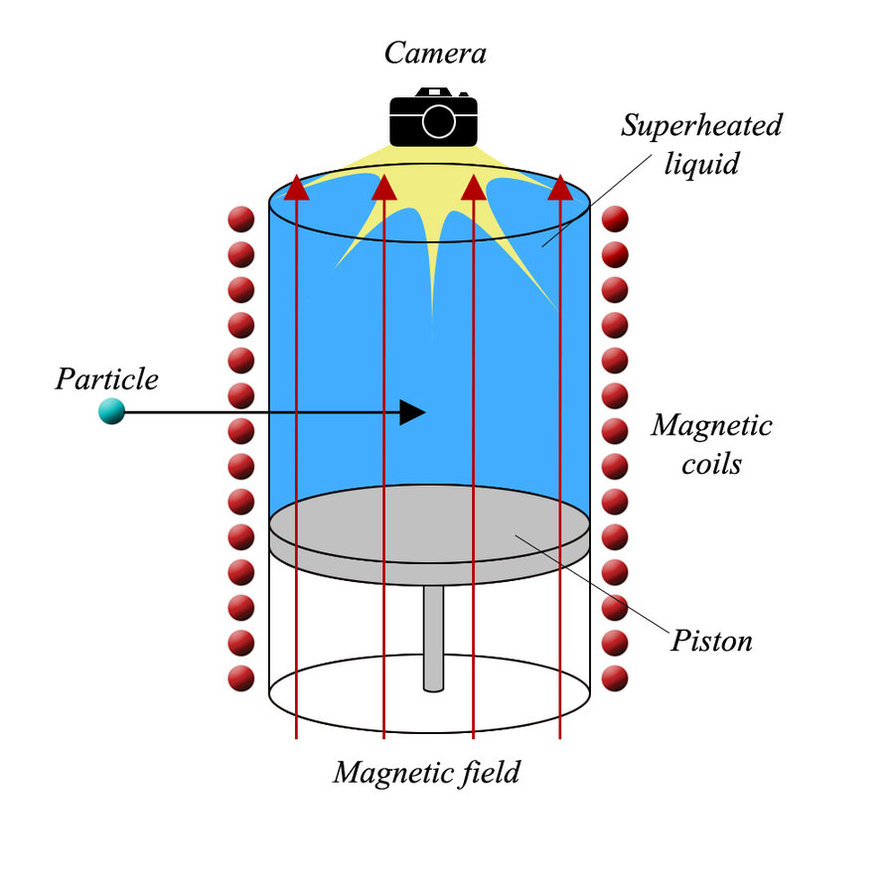 Camera
Superheated
liquid
Particle
Magnetic
coils
Piston
Magnetic field